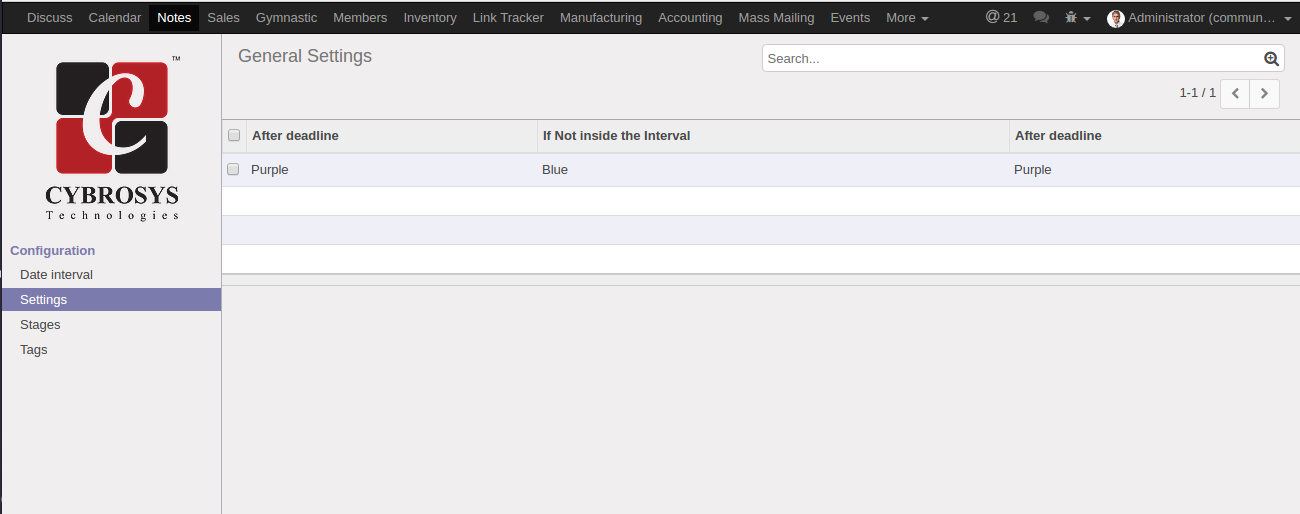 Discuss Calendar Notes Sales Gymnastic Members Inventory Link Tracker Manufacturing Accounting Mass Mailing Events More @ 21 Administrator (commun...
General Settings
Search...
1-1 / 1
TM
CYBROSYS
Technologies
Configuration
Date interval
Settings
Stages
Tags
After deadline If Not inside the Interval After deadline
Purple Blue Purple